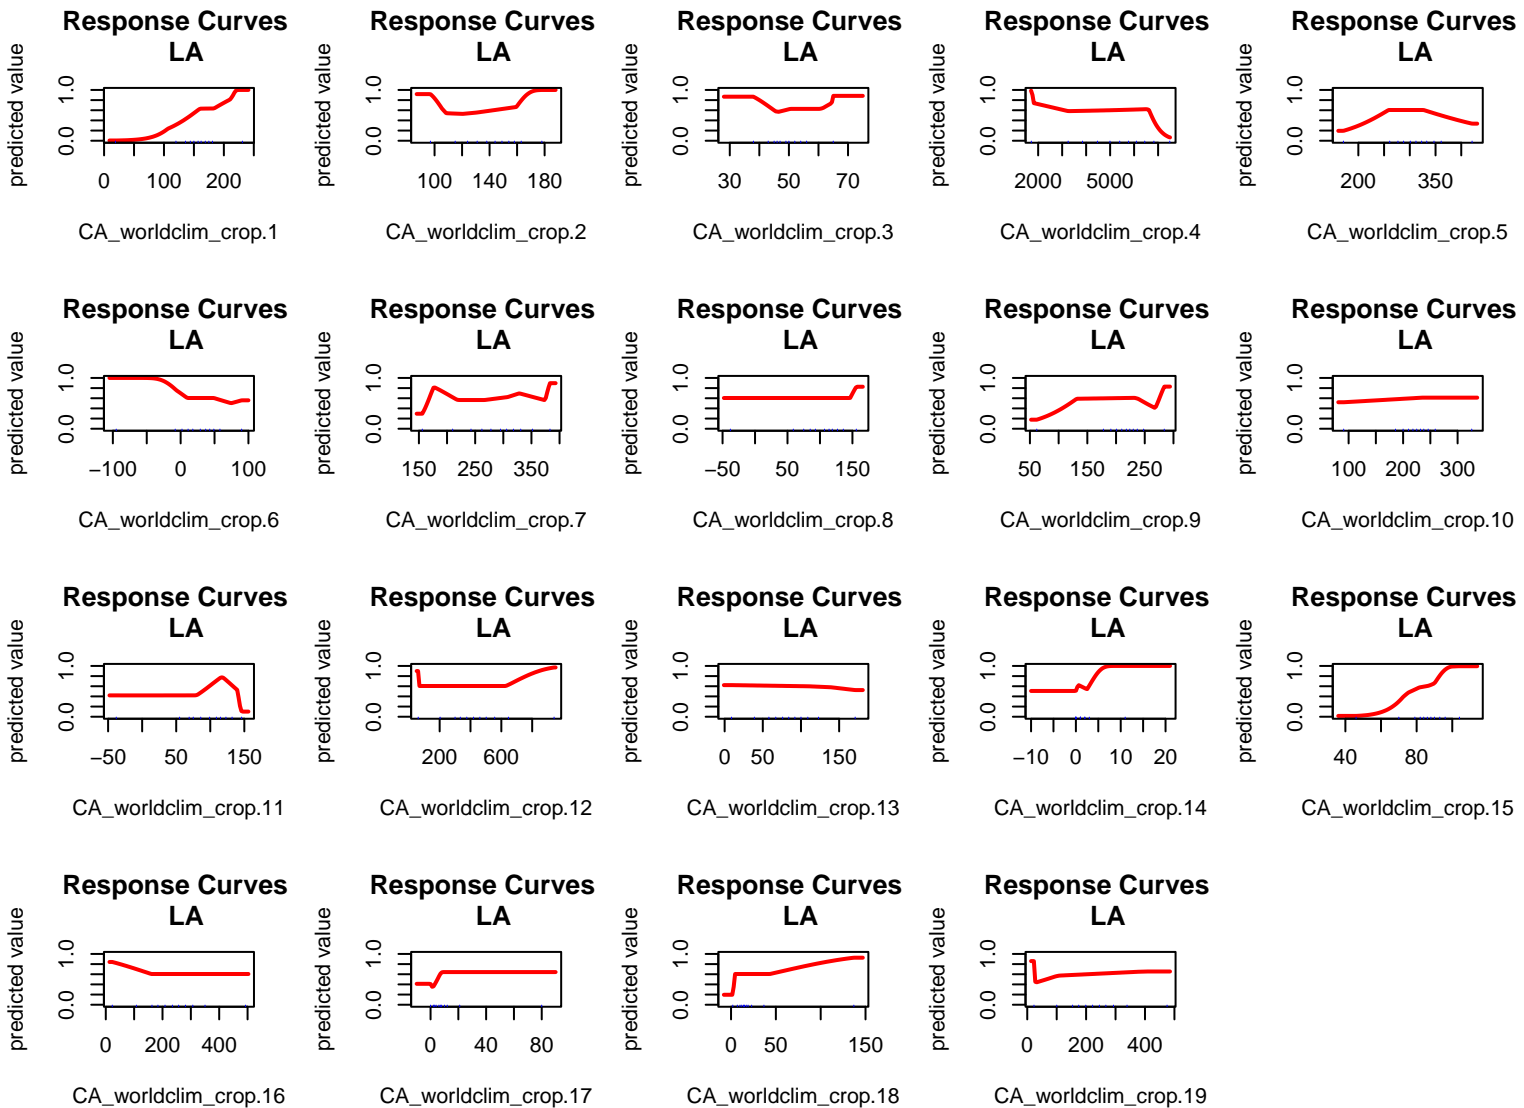 Response Curves
LA
predicted value
0.0 1.0
0 100 200
CA_worldclim_crop.1
Response Curves
LA
predicted value
0.0 1.0
100 140 180
CA_worldclim_crop.2
Response Curves
LA
predicted value
0.0 1.0
30 50 70
CA_worldclim_crop.3
Response Curves
LA
predicted value
0.0 1.0
2000 5000
CA_worldclim_crop.4
Response Curves
LA
predicted value
0.0 1.0
200 350
CA_worldclim_crop.5
Response Curves
LA
predicted value
0.0 1.0
−100 0 100
CA_worldclim_crop.6
Response Curves
LA
predicted value
0.0 1.0
150 250 350
CA_worldclim_crop.7
Response Curves
LA
predicted value
0.0 1.0
−50 50 150
CA_worldclim_crop.8
Response Curves
LA
predicted value
0.0 1.0
50 150 250
CA_worldclim_crop.9
Response Curves
LA
predicted value
0.0 1.0
100 200 300
CA_worldclim_crop.10
Response Curves
LA
predicted value
0.0 1.0
−50 50 150
CA_worldclim_crop.11
Response Curves
LA
predicted value
0.0 1.0
200 600
CA_worldclim_crop.12
Response Curves
LA
predicted value
0.0 1.0
0 50 150
CA_worldclim_crop.13
Response Curves
LA
predicted value
0.0 1.0
−10 0 10 20
CA_worldclim_crop.14
Response Curves
LA
predicted value
0.0 1.0
40 80
CA_worldclim_crop.15
Response Curves
LA
predicted value
0.0 1.0
0 200 400
CA_worldclim_crop.16
Response Curves
LA
predicted value
0.0 1.0
0 40 80
CA_worldclim_crop.17
Response Curves
LA
predicted value
0.0 1.0
0 50 150
CA_worldclim_crop.18
Response Curves
LA
predicted value
0.0 1.0
0 200 400
CA_worldclim_crop.19